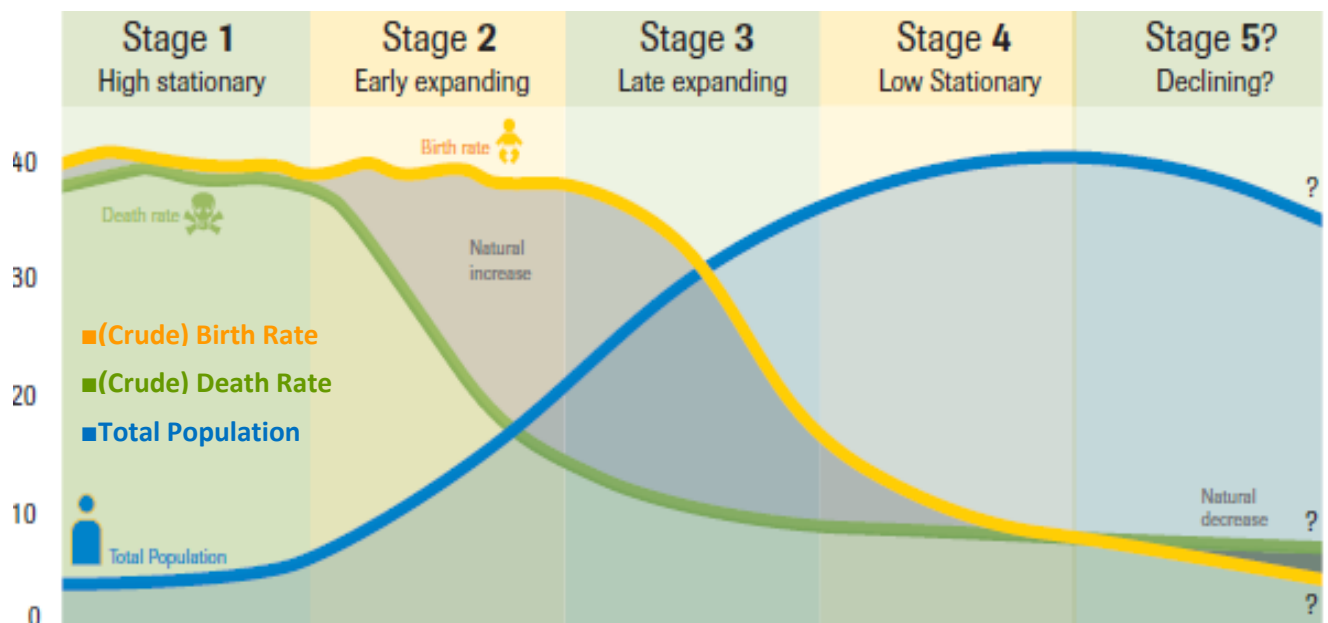 Stage 1
High stationary
Stage 2
Early expanding
Stage 3
Late expanding
Stage 4
Low Stationary
Stage 5?
Declining?
40
30
20
10
0
Birth rate
Death rate
Natural
increase
■(Crude) Birth Rate
■(Crude) Death Rate
■Total Population
Total Population
Natural
decrease
?
?
?